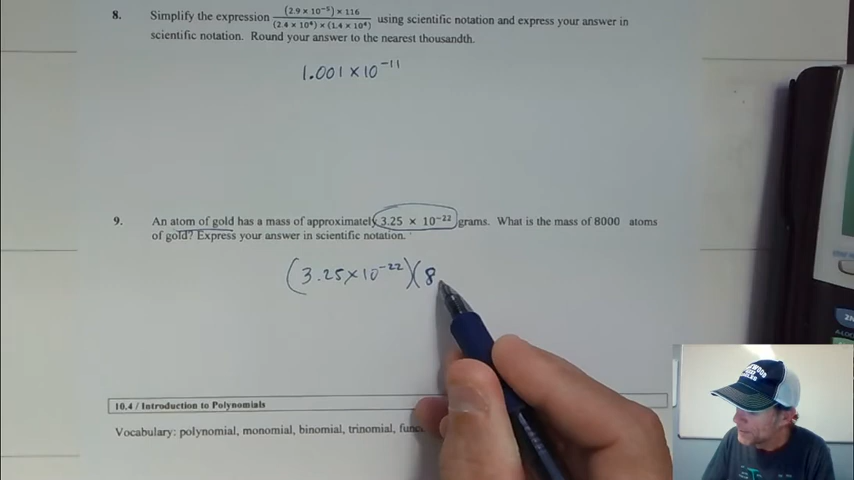 8. Simplify the expression (2.9 × 10⁻⁵) × 116 / (2.4 × 10⁴) × (1.4 × 10⁴) using scientific notation and express your answer in
scientific notation. Round your answer to the nearest thousandth.
1.001 × 10⁻¹¹
9. An atom of gold has a mass of approximately 3.25 × 10⁻²² grams. What is the mass of 8000 atoms
of gold? Express your answer in scientific notation.
(3.25 × 10⁻²²)(8
10.4 / Introduction to Polynomials
Vocabulary: polynomial, monomial, binomial, trinomial, func